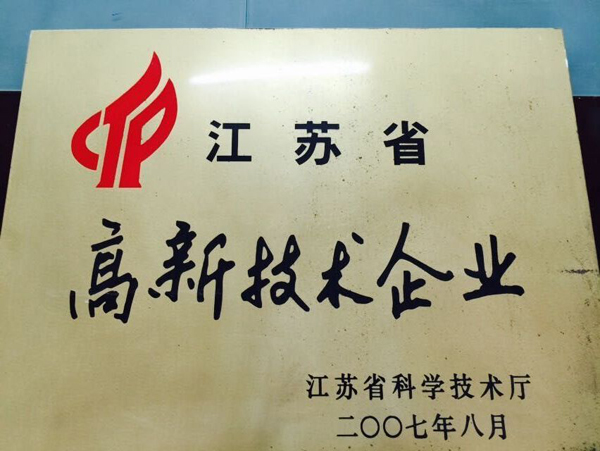 江苏省
高新技术企业
江苏省科学技术厅
二〇〇七年八月